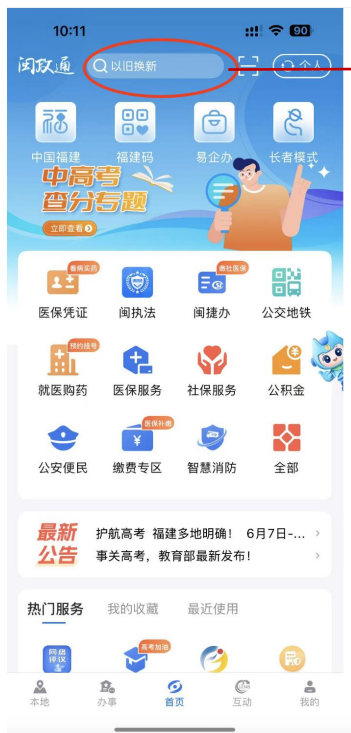 10:11
90
闽政通
以旧换新
个人
中国福建
福建码
易企办
长者模式
中高考
查分专题
立即查看
看病买药
缴社医保
医保凭证
闽执法
闽捷办
公交地铁
预约挂号
就医购药
医保服务
社保服务
公积金
医保补缴
公安便民
缴费专区
智慧消防
全部
最新
公告
护航高考 福建多地明确！ 6月7日-...
事关高考，教育部最新发布！
热门服务
我的收藏
最近使用
网络
评议
高考加油
本地
办事
首页
互动
我的